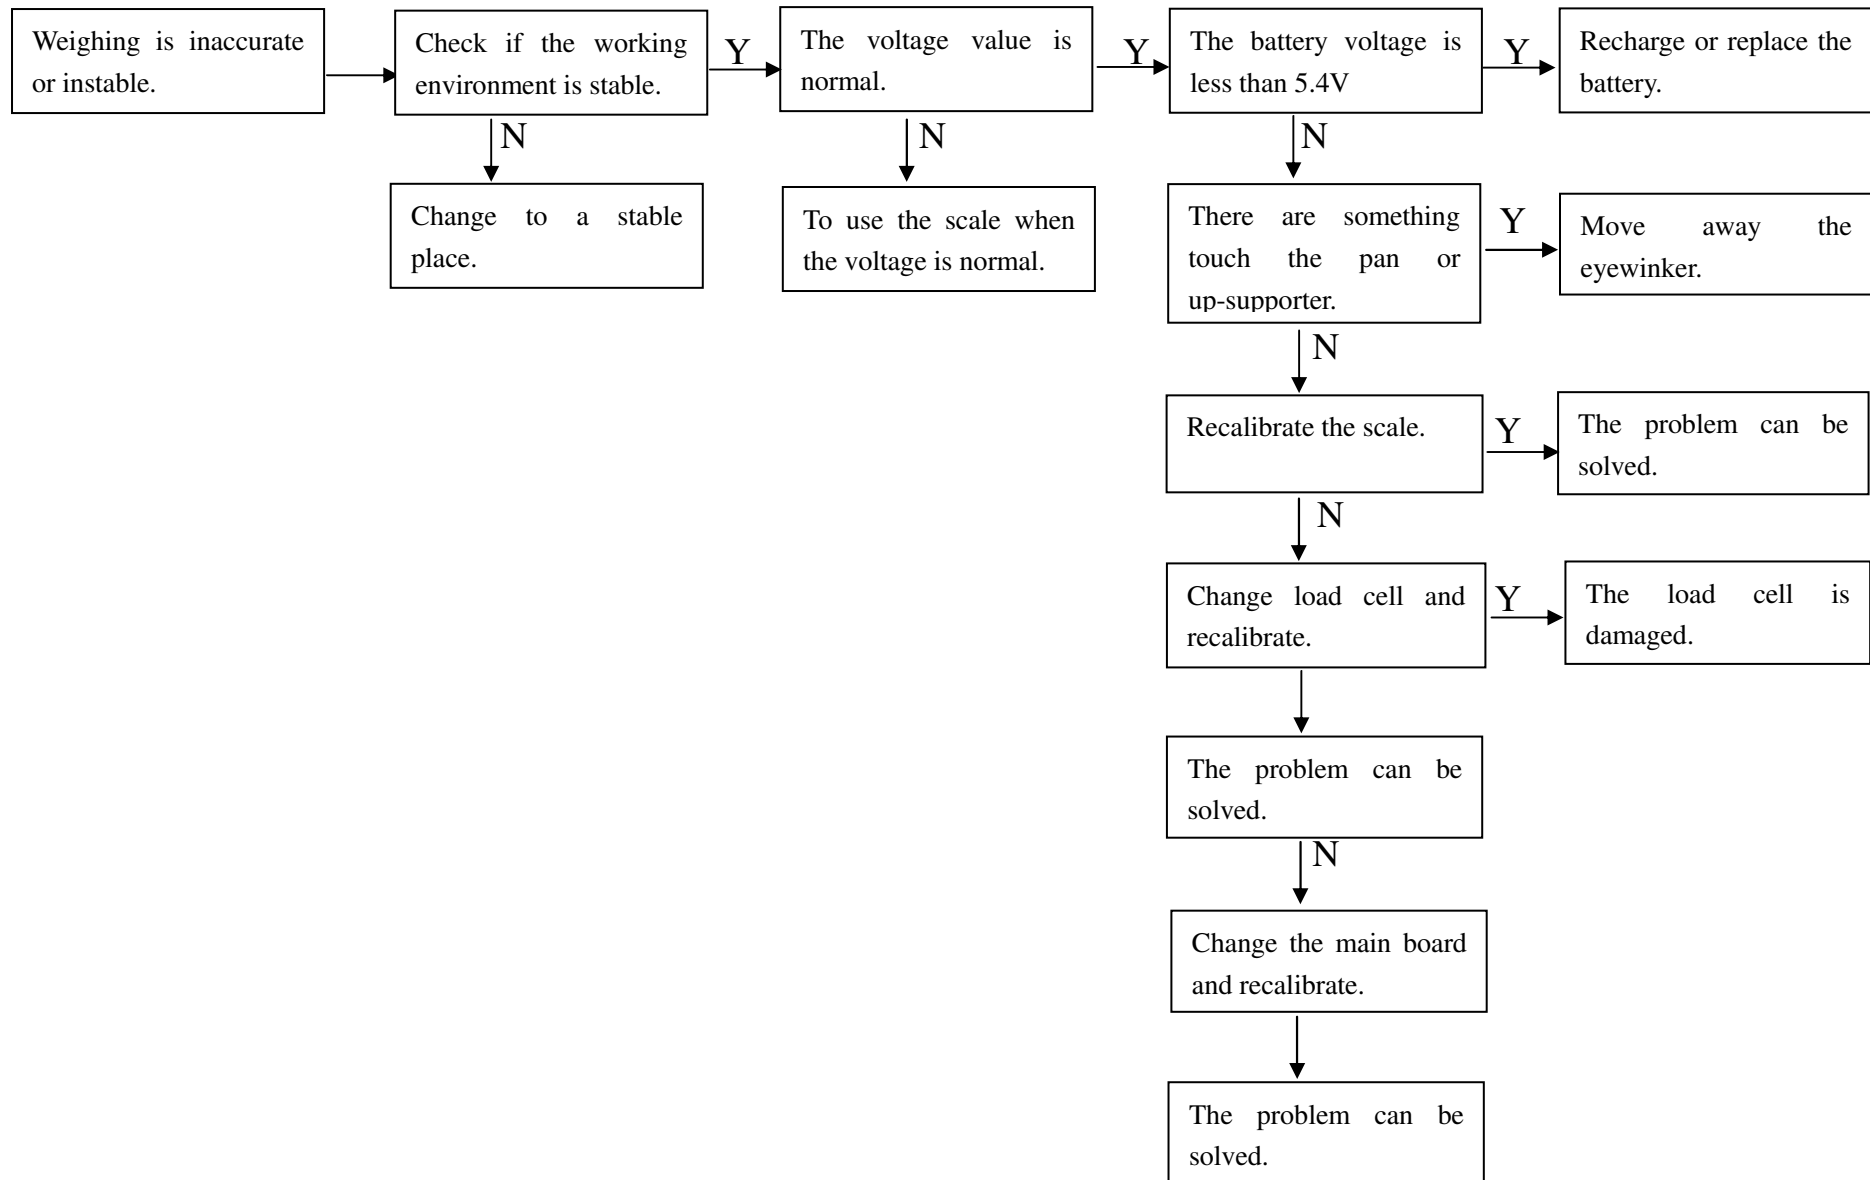 Weighing is inaccurate
or instable.
Check if the working
environment is stable.
Y
The voltage value is
normal.
Y
The battery voltage is
less than 5.4V
Y
Recharge or replace the
battery.
N
N
N
Change to a stable
place.
To use the scale when
the voltage is normal.
There are something
touch the pan or
up-supporter.
Y
Move away the
eyewinker.
N
Recalibrate the scale.
Y
The problem can be
solved.
N
Change load cell and
recalibrate.
Y
The load cell is
damaged.
The problem can be
solved.
N
Change the main board
and recalibrate.
The problem can be
solved.